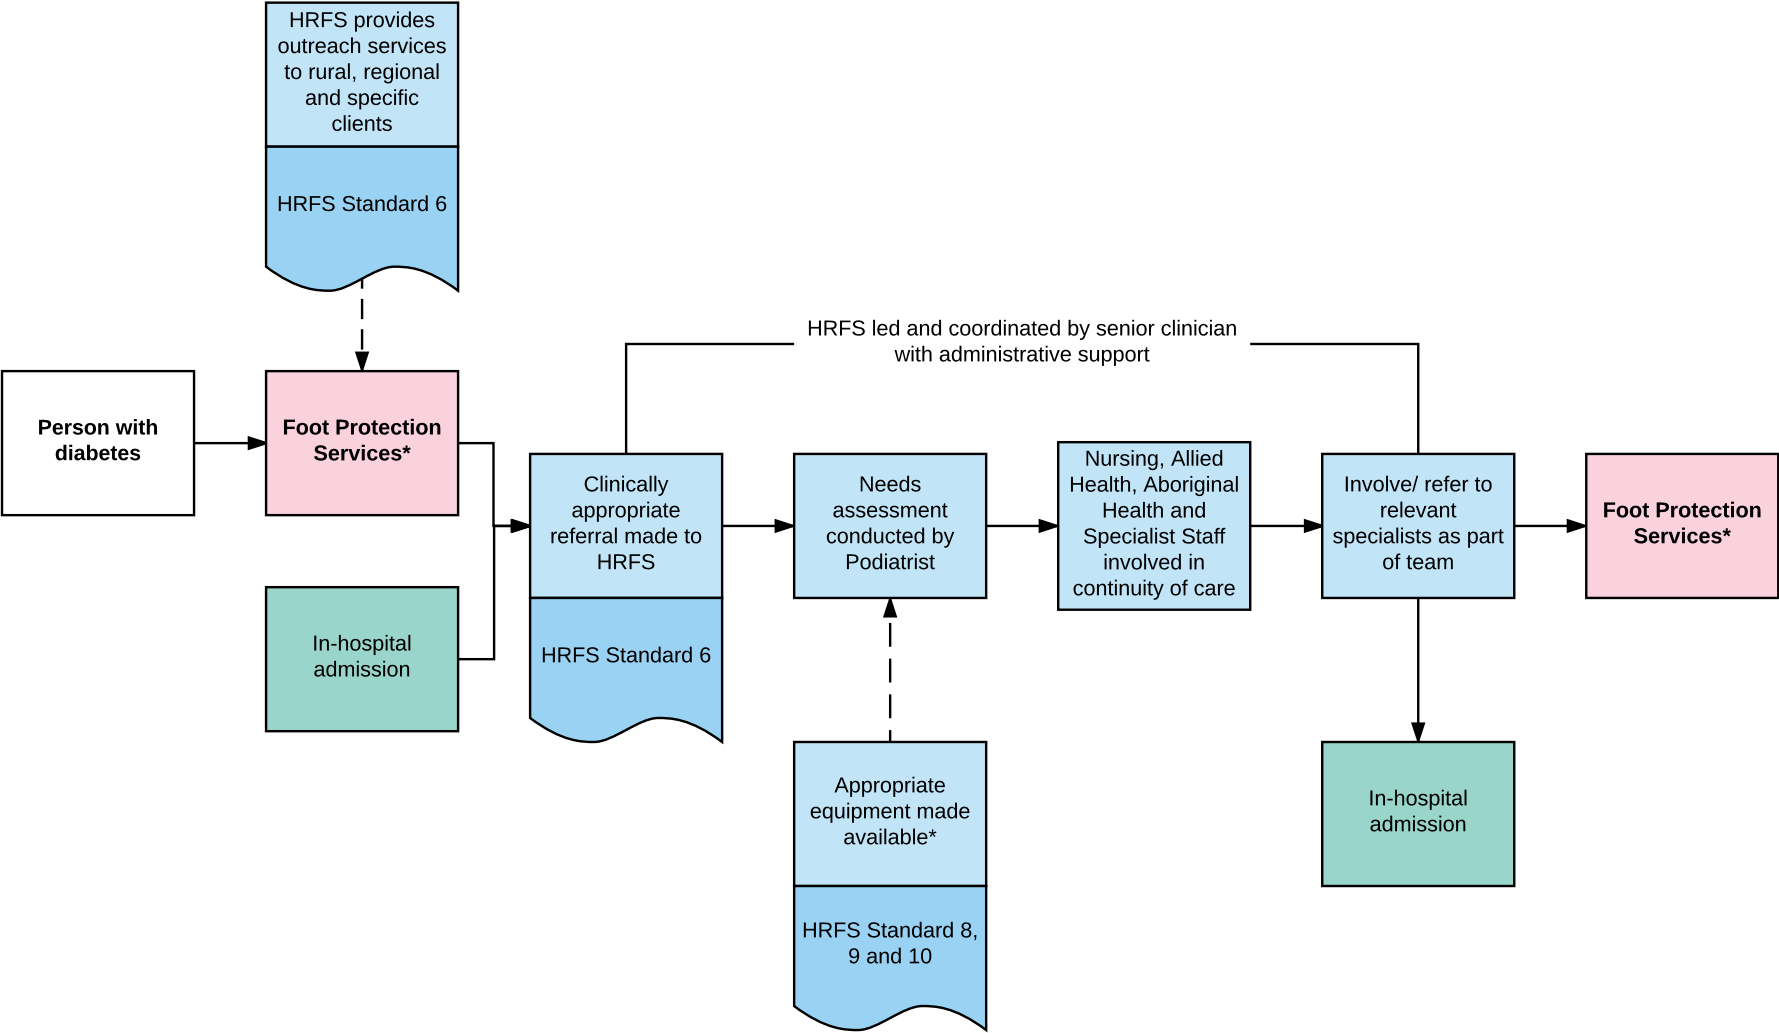 HRFS provides
outreach services
to rural, regional
and specific
clients
HRFS Standard 6
HRFS led and coordinated by senior clinician
with administrative support
Person with
diabetes
Foot Protection
Services*
In-hospital
admission
Clinically
appropriate
referral made to
HRFS
HRFS Standard 6
Needs
assessment
conducted by
Podiatrist
Appropriate
equipment made
available*
HRFS Standard 8,
9 and 10
Nursing, Allied
Health, Aboriginal
Health and
Specialist Staff
involved in
continuity of care
Involve/ refer to
relevant
specialists as part
of team
In-hospital
admission
Foot Protection
Services*